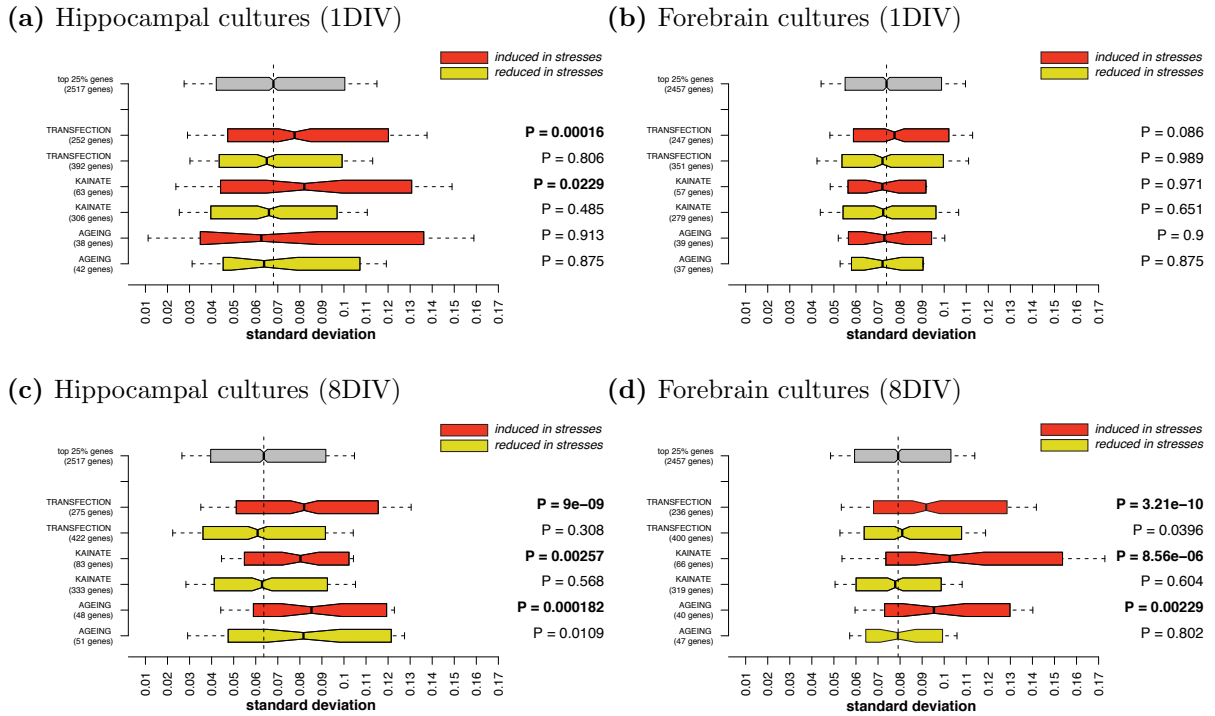 (a) Hippocampal cultures (1DIV)
induced in stresses
reduced in stresses
top 25% genes
(2517 genes)
TRANSFECTION
(252 genes)
P = 0.00016
TRANSFECTION
(392 genes)
P = 0.806
KAINATE
(63 genes)
P = 0.0229
KAINATE
(306 genes)
P = 0.485
AGEING
(38 genes)
P = 0.913
AGEING
(42 genes)
P = 0.875
0.01 0.02 0.03 0.04 0.05 0.06 0.07 0.08 0.09 0.1 0.11 0.12 0.13 0.14 0.15 0.16 0.17
standard deviation
(b) Forebrain cultures (1DIV)
induced in stresses
reduced in stresses
top 25% genes
(2457 genes)
TRANSFECTION
(247 genes)
P = 0.086
TRANSFECTION
(351 genes)
P = 0.989
KAINATE
(57 genes)
P = 0.971
KAINATE
(279 genes)
P = 0.651
AGEING
(39 genes)
P = 0.9
AGEING
(37 genes)
P = 0.875
0.01 0.02 0.03 0.04 0.05 0.06 0.07 0.08 0.09 0.1 0.11 0.12 0.13 0.14 0.15 0.16 0.17
standard deviation
(c) Hippocampal cultures (8DIV)
induced in stresses
reduced in stresses
top 25% genes
(2517 genes)
TRANSFECTION
(275 genes)
P = 9e−09
TRANSFECTION
(422 genes)
P = 0.308
KAINATE
(83 genes)
P = 0.00257
KAINATE
(333 genes)
P = 0.568
AGEING
(48 genes)
P = 0.000182
AGEING
(51 genes)
P = 0.0109
0.01 0.02 0.03 0.04 0.05 0.06 0.07 0.08 0.09 0.1 0.11 0.12 0.13 0.14 0.15 0.16 0.17
standard deviation
(d) Forebrain cultures (8DIV)
induced in stresses
reduced in stresses
top 25% genes
(2457 genes)
TRANSFECTION
(236 genes)
P = 3.21e−10
TRANSFECTION
(400 genes)
P = 0.0396
KAINATE
(66 genes)
P = 8.56e−06
KAINATE
(319 genes)
P = 0.604
AGEING
(40 genes)
P = 0.00229
AGEING
(47 genes)
P = 0.802
0.01 0.02 0.03 0.04 0.05 0.06 0.07 0.08 0.09 0.1 0.11 0.12 0.13 0.14 0.15 0.16 0.17
standard deviation